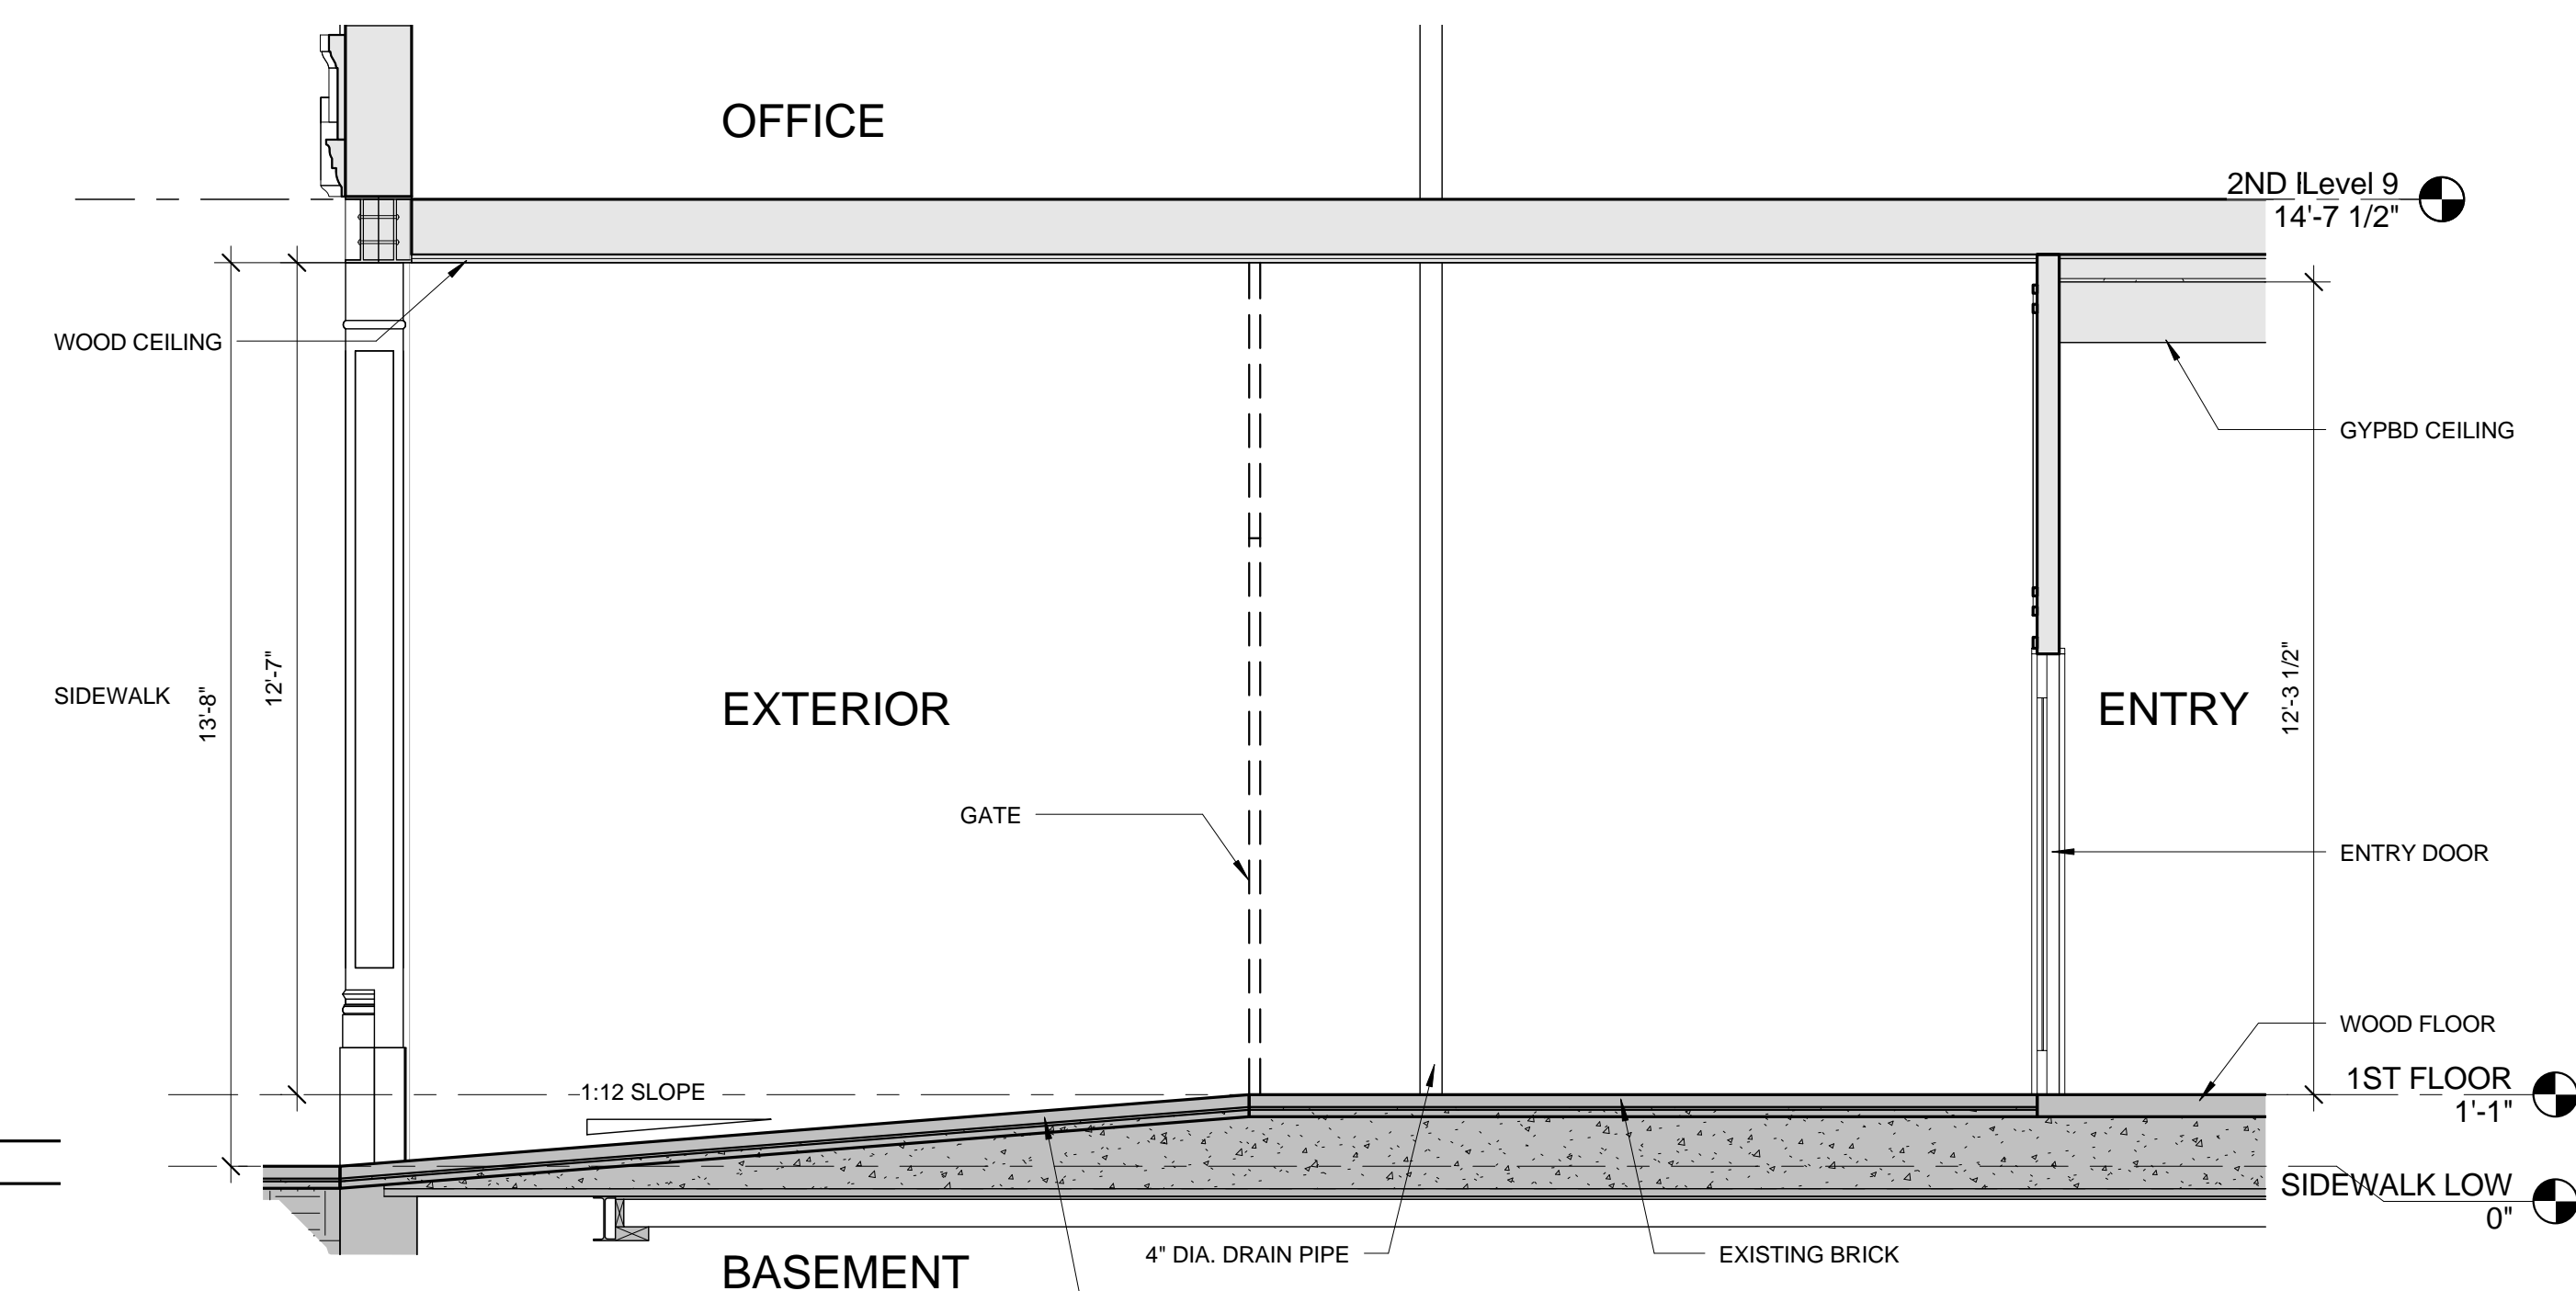 OFFICE
2ND
Level 9
14'-7 1/2"
WOOD CEILING
GYPBD CEILING
SIDEWALK
13'-8"
12'-7"
EXTERIOR
ENTRY
12'-3 1/2"
GATE
ENTRY DOOR
WOOD FLOOR
1:12 SLOPE
1ST FLOOR
1'-1"
SIDEWALK LOW
0"
4" DIA. DRAIN PIPE
EXISTING BRICK
BASEMENT